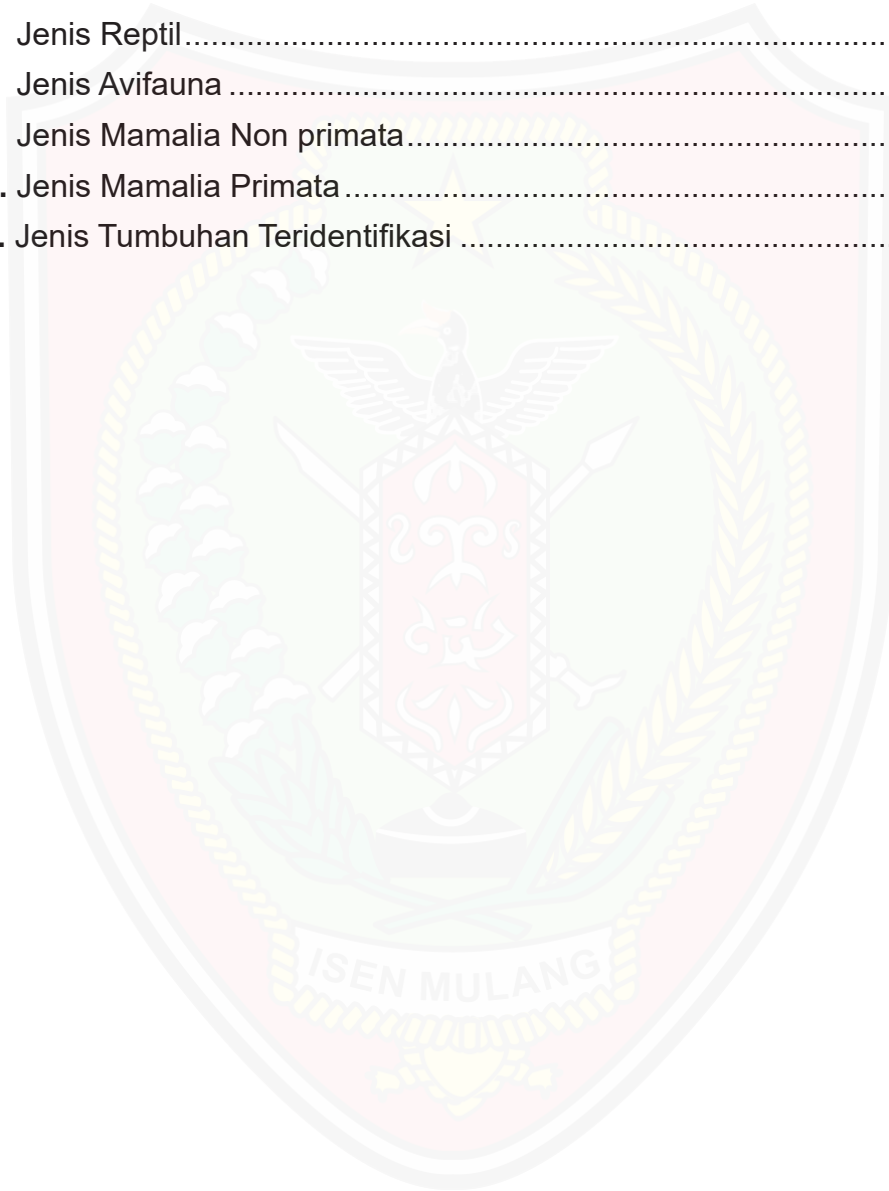 Jenis Reptil...............................................................................
Jenis Avifauna ..........................................................................
Jenis Mamalia Non primata......................................................
. Jenis Mamalia Primata.............................................................
. Jenis Tumbuhan Teridentifikasi ................................................
ISEN MULANG